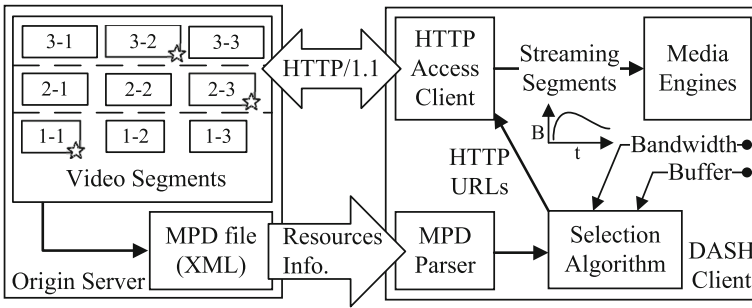 3-1 3-2 3-3
2-1 2-2 2-3
1-1 1-2 1-3
Video Segments
MPD file
(XML)
Origin Server
HTTP/1.1
Resources
Info.
HTTP
Access
Client
Streaming
Segments
Media
Engines
B
t
Bandwidth
Buffer
HTTP
URLs
MPD
Parser
Selection
Algorithm
DASH
Client